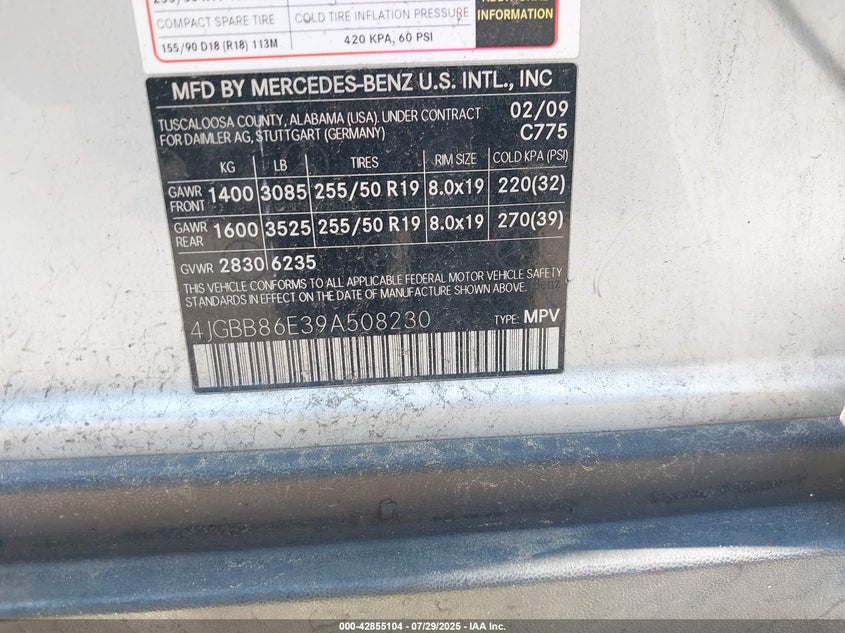 COMPACT SPARE TIRE COLD TIRE INFLATION PRESSURE
INFORMATION
155/90 D18 (R18) 113M 420 KPA, 60 PSI
MFD BY MERCEDES-BENZ U.S. INTL., INC
TUSCALOOSA COUNTY, ALABAMA (USA). UNDER CONTRACT 02/09
FOR DAIMLER AG, STUTTGART (GERMANY) C775
KG LB TIRES RIM SIZE COLD KPA (PSI)
GAWR FRONT 1400 3085 255/50 R19 8.0x19 220(32)
GAWR REAR 1600 3525 255/50 R19 8.0x19 270(39)
GVWR 2830 6235
THIS VEHICLE CONFORMS TO ALL APPLICABLE FEDERAL MOTOR VEHICLE SAFETY
STANDARDS IN EFFECT ON THE DATE OF MANUFACTURE SHOWN ABOVE.
4JGBB86E39A508230 TYPE: MPV
000-42855104 | 07/29/2025 - IAA Inc.